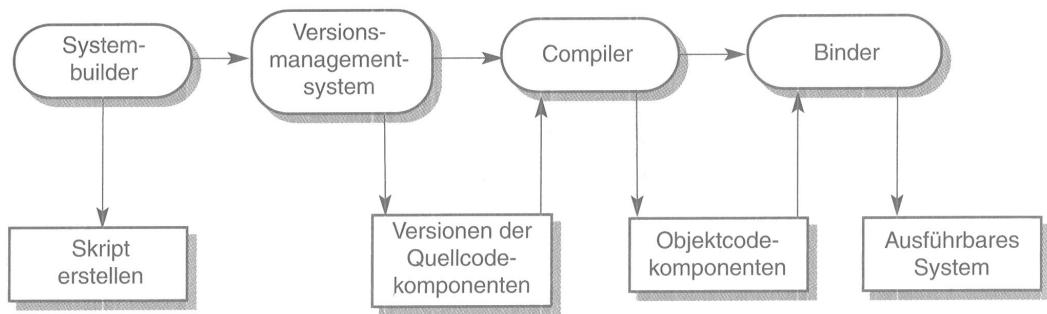 System-
builder
Versions-
management-
system
Compiler
Binder
Skript
erstellen
Versionen der
Quellcode-
komponenten
Objektcode-
komponenten
Ausführbares
System